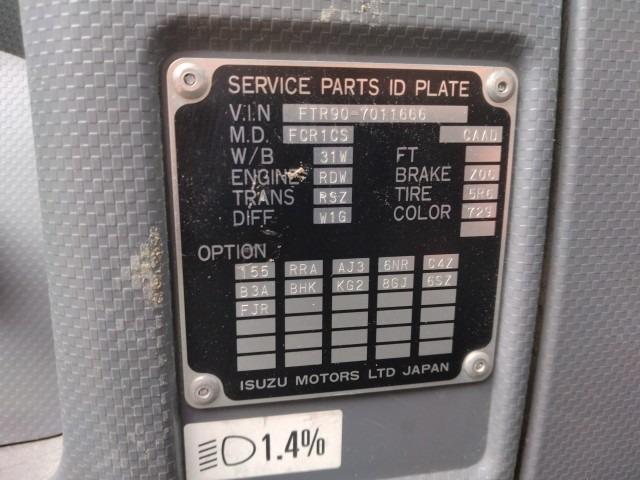 SERVICE PARTS ID PLATE
V.I.N FTR90-7011666
M.D. FCR1CS CAAD
W/B 31W FT
ENGINE RDW BRAKE Z0C
TRANS RSZ TIRE 5R6
DIFF W1G COLOR 729
OPTION
155 RRA AJ3 6NR C4Z
B3A BHK KG2 8GJ 6SZ
FJR
ISUZU MOTORS LTD JAPAN
1.4%